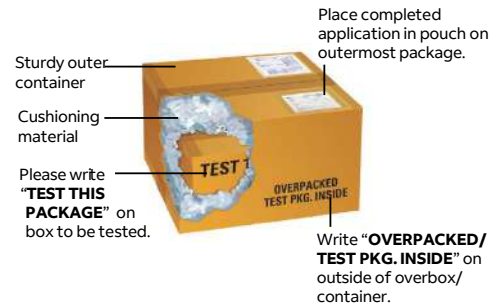 Place completed
application in pouch on
outermost package.
Sturdy outer
container
Cushioning
material
Please write
“TEST THIS
PACKAGE” on
box to be tested.
TEST
OVERPACKED
TEST PKG. INSIDE
Write “OVERPACKED/
TEST PKG. INSIDE” on
outside of overbox/
container.